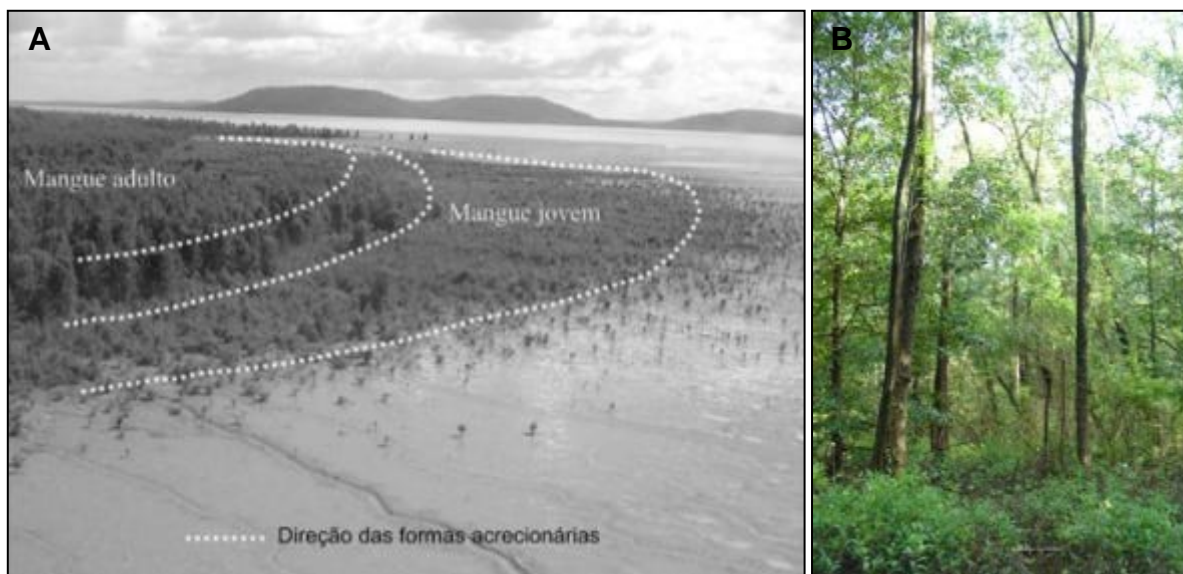 A
B
Mangue adulto
Mangue jovem
Direção das formas acrecionárias